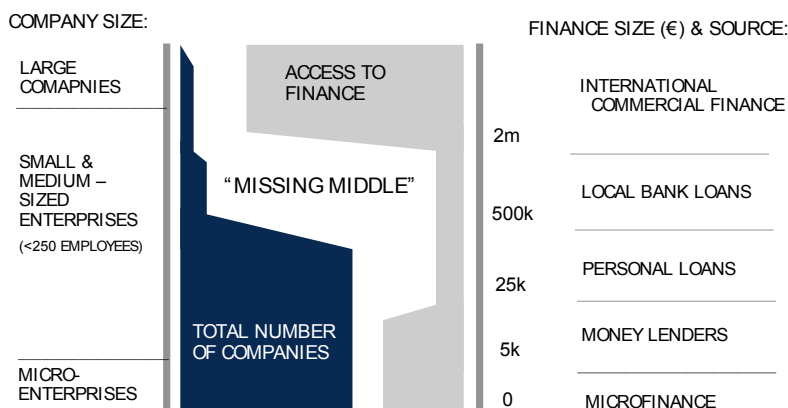 COMPANY SIZE:
FINANCE SIZE (€) & SOURCE:
LARGE
COMAPNIES
ACCESS TO
FINANCE
INTERNATIONAL
COMMERCIAL FINANCE
2m
SMALL &
MEDIUM –
SIZED
ENTERPRISES
(<250 EMPLOYEES)
“MISSING MIDDLE”
LOCAL BANK LOANS
500k
PERSONAL LOANS
25k
TOTAL NUMBER
OF COMPANIES
MONEY LENDERS
5k
MICRO-
ENTERPRISES
0
MICROFINANCE